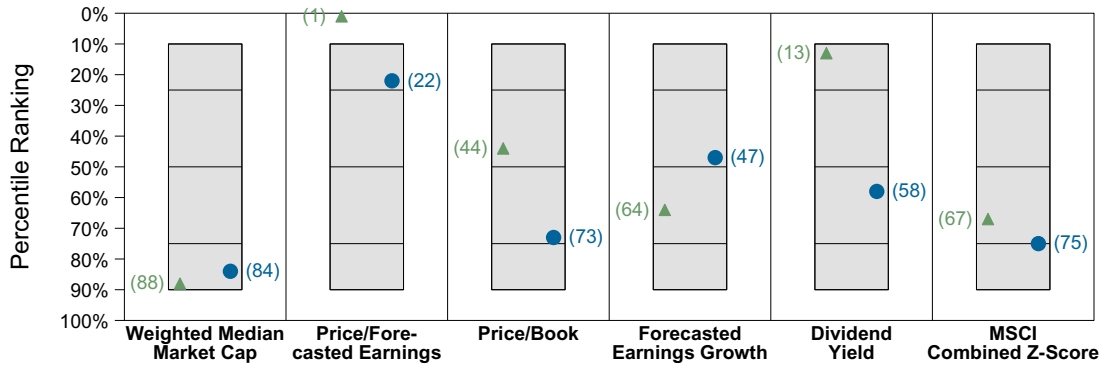 Percentile Ranking
0%
10%
20%
30%
40%
50%
60%
70%
80%
90%
100%
(88)
(84)
(1)
(22)
(44)
(73)
(64)
(47)
(13)
(58)
(67)
(75)
Weighted Median
Market Cap
Price/Fore-
casted Earnings
Price/Book
Forecasted
Earnings Growth
Dividend
Yield
MSCI
Combined Z-Score